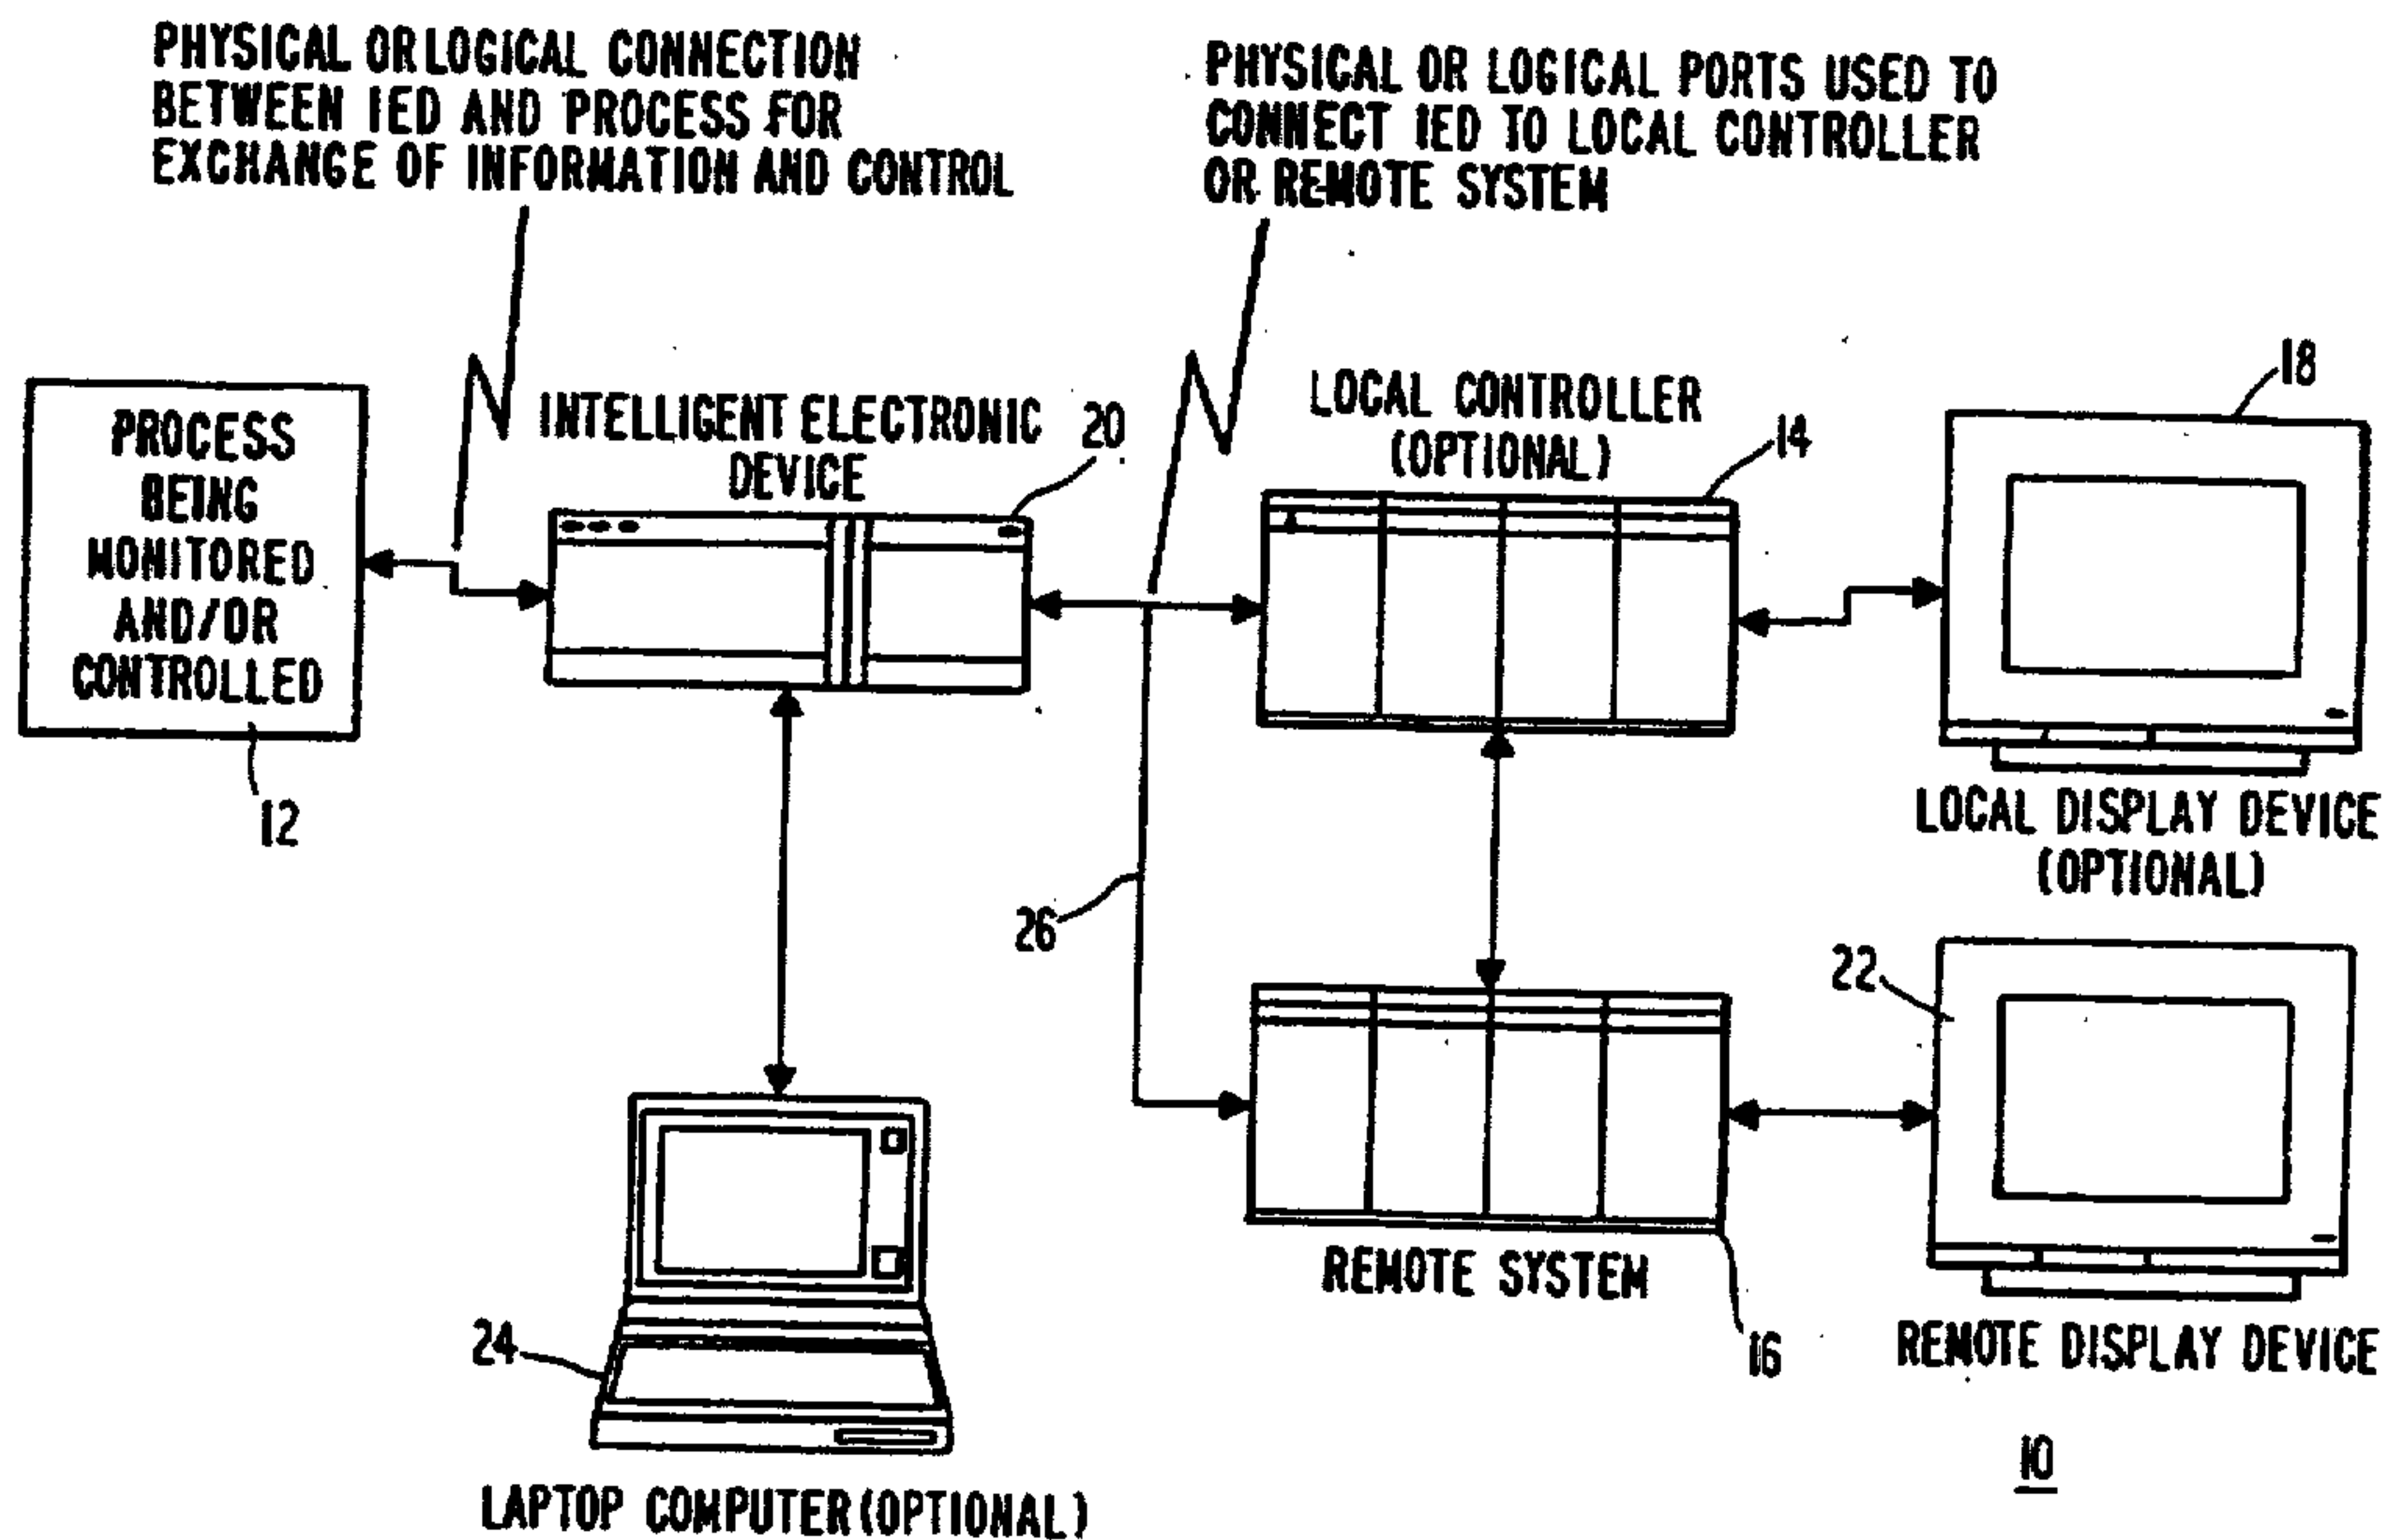 PHYSICAL OR LOGICAL CONNECTION
BETWEEN IED AND PROCESS FOR
EXCHANGE OF INFORMATION AND CONTROL
PHYSICAL OR LOGICAL PORTS USED TO
CONNECT IED TO LOCAL CONTROLLER
OR REMOTE SYSTEM
PROCESS
BEING
MONITORED
AND/OR
CONTROLLED
12
INTELLIGENT ELECTRONIC
DEVICE
20
LOCAL CONTROLLER
(OPTIONAL)
14
18
LOCAL DISPLAY DEVICE
(OPTIONAL)
26
22
REMOTE SYSTEM
16
REMOTE DISPLAY DEVICE
24
LAPTOP COMPUTER (OPTIONAL)
10